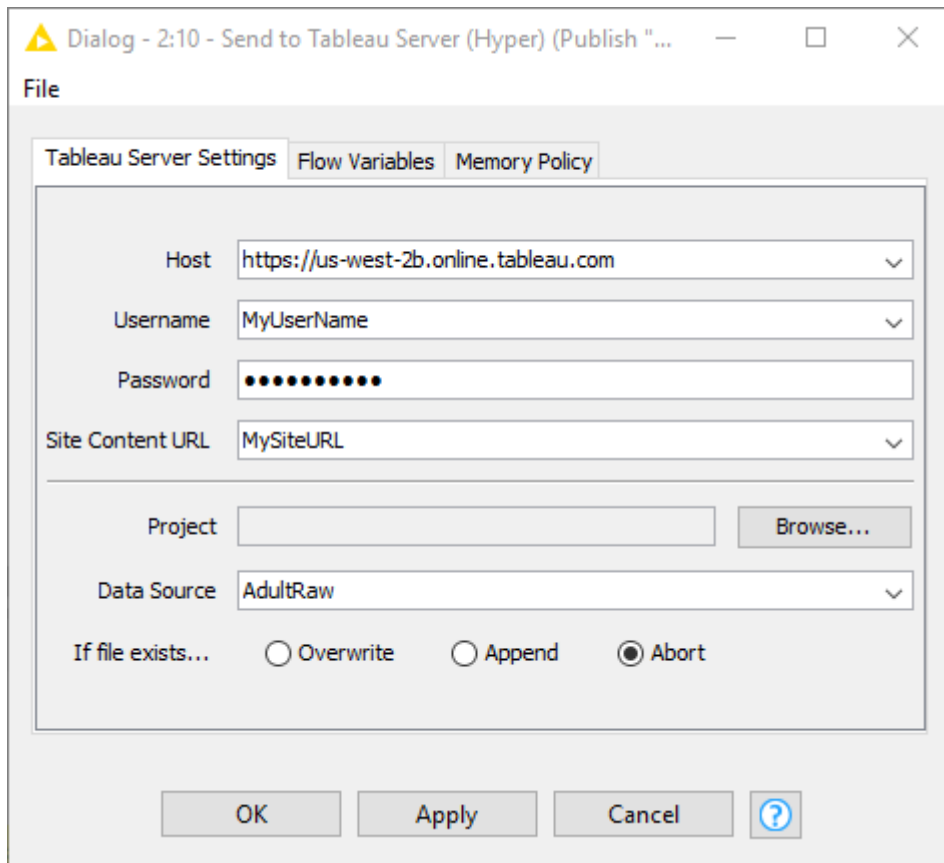 Dialog - 2:10 - Send to Tableau Server (Hyper) (Publish "...
File
Tableau Server Settings Flow Variables Memory Policy
Host https://us-west-2b.online.tableau.com
Username MyUserName
Password ●●●●●●●●●●
Site Content URL MySiteURL
Project Browse...
Data Source AdultRaw
If file exists... Overwrite Append Abort
OK Apply Cancel ?